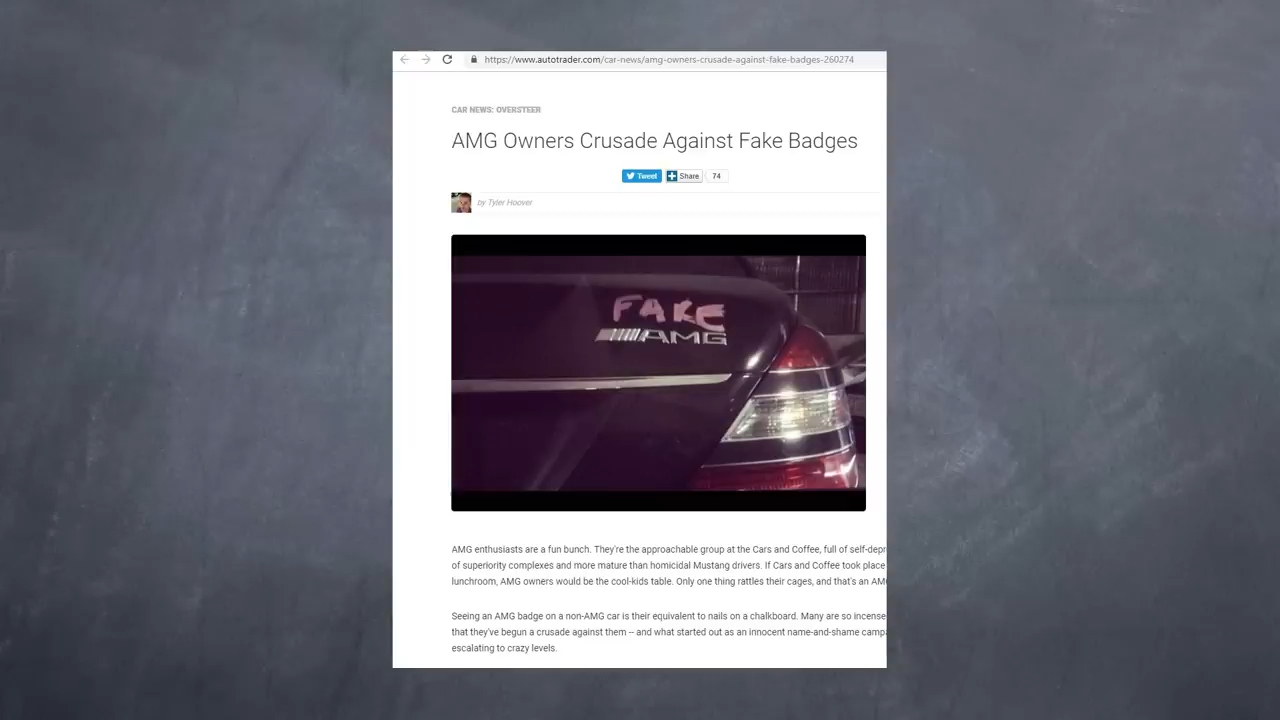 https://www.autotrader.com/car-news/amg-owners-crusade-against-fake-badges-260274
CAR NEWS: OVERSTEER
AMG Owners Crusade Against Fake Badges
Tweet
Share
74
by Tyler Hoover
FAKE
AMG
AMG enthusiasts are a fun bunch. They're the approachable group at the Cars and Coffee, full of self-depr
of superiority complexes and more mature than homicidal Mustang drivers. If Cars and Coffee took place
lunchroom, AMG owners would be the cool-kids table. Only one thing rattles their cages, and that's an AM
Seeing an AMG badge on a non-AMG car is their equivalent to nails on a chalkboard. Many are so incense
that they've begun a crusade against them -- and what started out as an innocent name-and-shame camp
escalating to crazy levels.